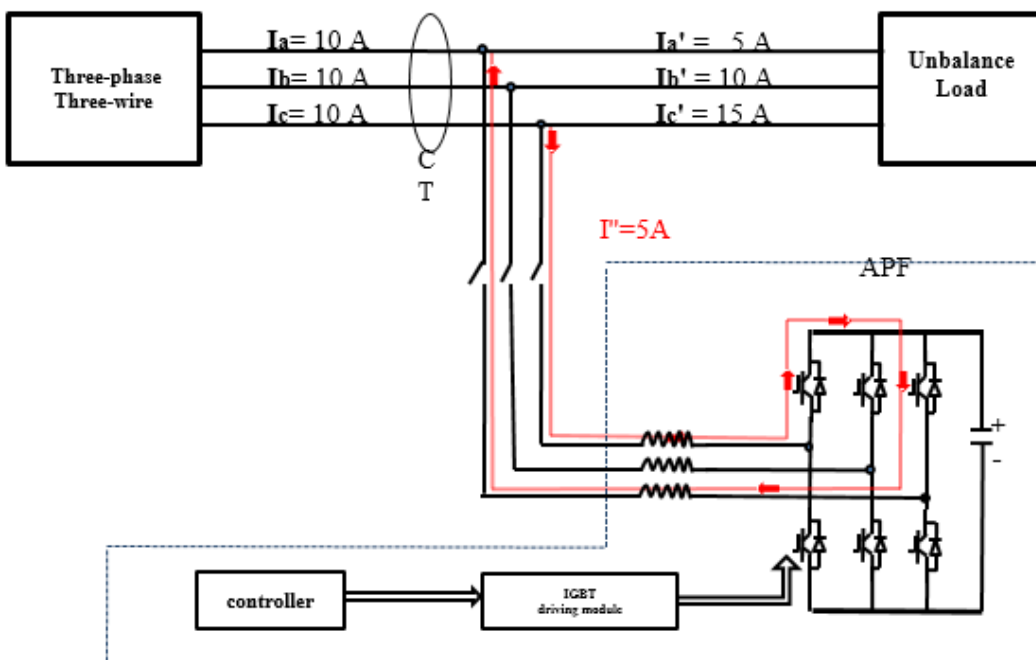 Three-phase
Three-wire
Ia= 10 A
Ib= 10 A
Ic= 10 A
C
T
Ia' = 5 A
Ib' = 10 A
Ic' = 15 A
Unbalance
Load
I"=5A
APF
+
-
controller
IGBT
driving module